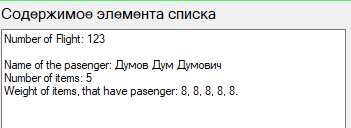 Содержимое элемента списка
Number of Flight: 123
Name of the pasenger: Думов Дум Думович
Number of items: 5
Weight of items, that have pasenger: 8, 8, 8, 8, 8.